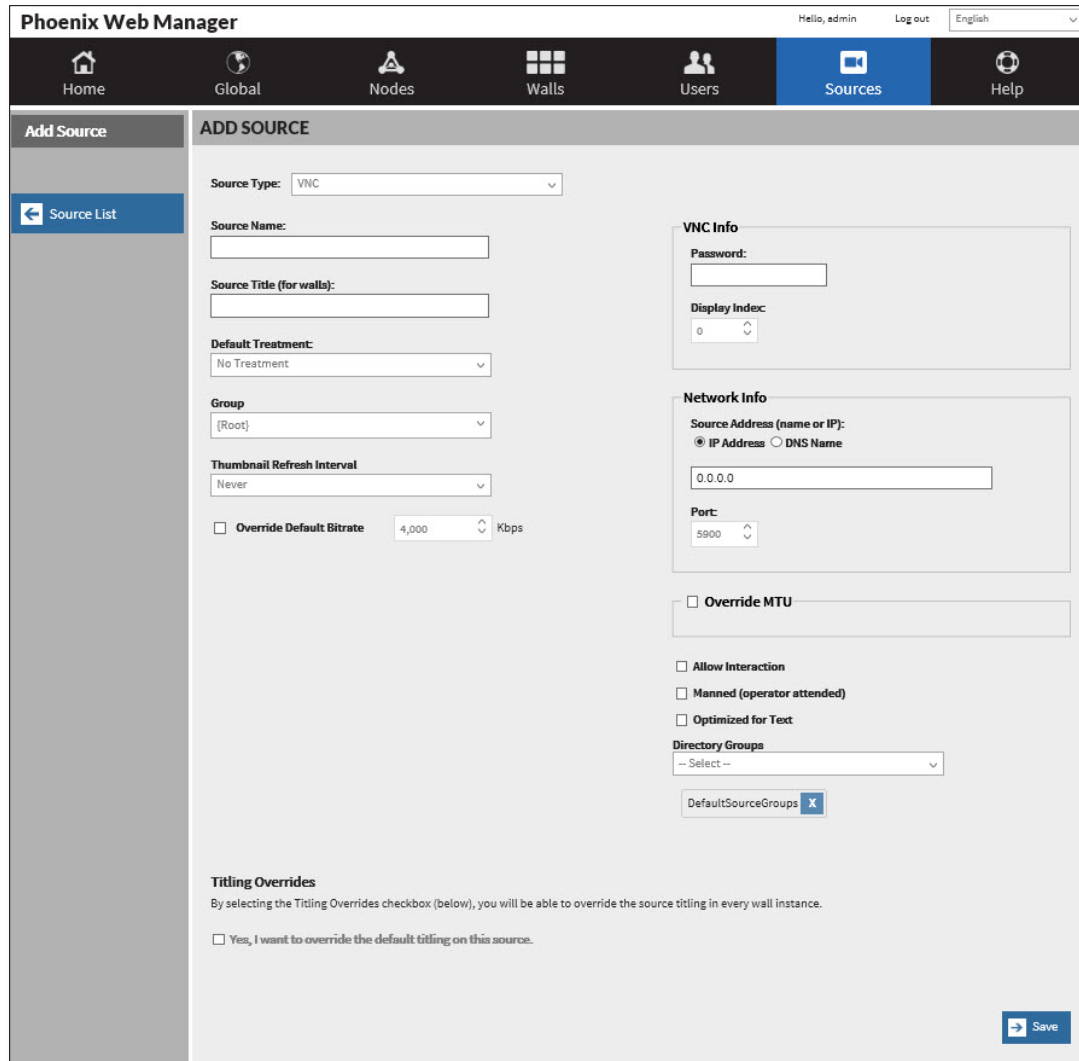 Phoenix Web Manager
Hello, admin Log out English
Home Global Nodes Walls Users Sources Help
Add Source
ADD SOURCE
Source List
Source Type: VNC
Source Name:
Source Title (for walls):
Default Treatment:
No Treatment
Group
{Root}
Thumbnail Refresh Interval
Never
Override Default Bitrate 4,000 Kbps
VNC Info
Password:
Display Index:
0
Network Info
Source Address (name or IP):
IP Address DNS Name
0.0.0.0
Port:
5900
Override MTU
Allow Interaction
Manned (operator attended)
Optimized for Text
Directory Groups
-- Select --
DefaultSourceGroups X
Titling Overrides
By selecting the Titling Overrides checkbox (below), you will be able to override the source titling in every wall instance.
Yes, I want to override the default titling on this source.
Save